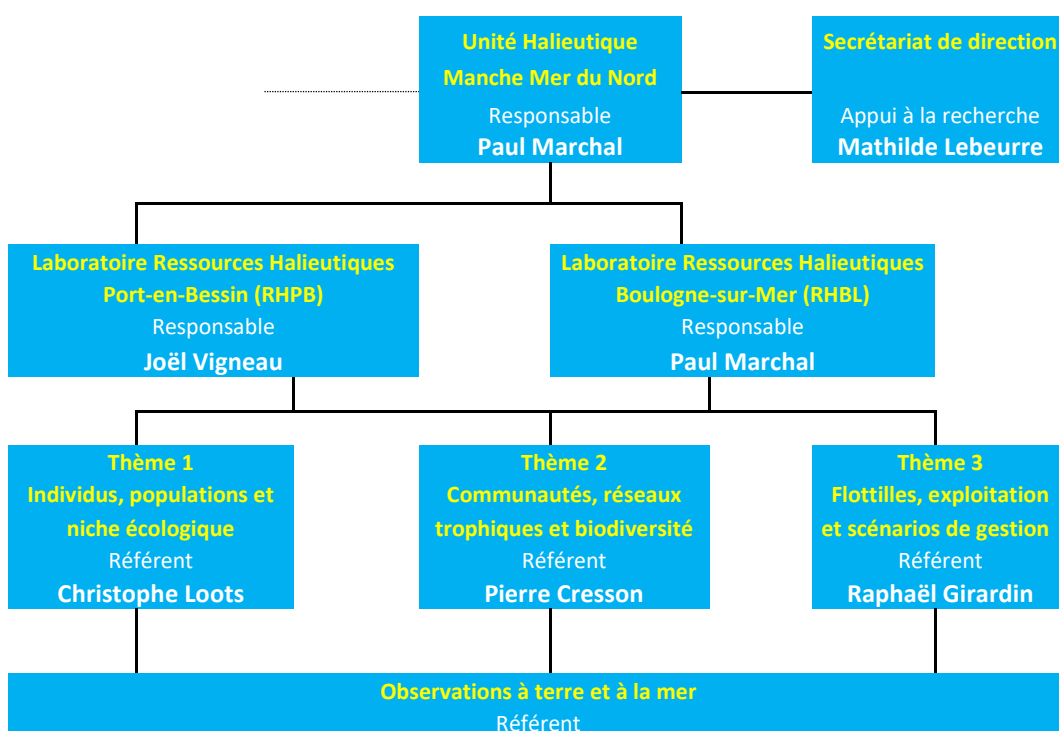 Unité Halieutique
Manche Mer du Nord
Responsable
Paul Marchal
Secrétariat de direction
Appui à la recherche
Mathilde Lebeurre
Laboratoire Ressources Halieutiques
Port-en-Bessin (RHPB)
Responsable
Joël Vigneau
Laboratoire Ressources Halieutiques
Boulogne-sur-Mer (RHBL)
Responsable
Paul Marchal
Thème 1
Individus, populations et
niche écologique
Référent
Christophe Loots
Thème 2
Communautés, réseaux
trophiques et biodiversité
Référent
Pierre Cresson
Thème 3
Flottilles, exploitation
et scénarios de gestion
Référent
Raphaël Girardin
Observations à terre et à la mer
Référent